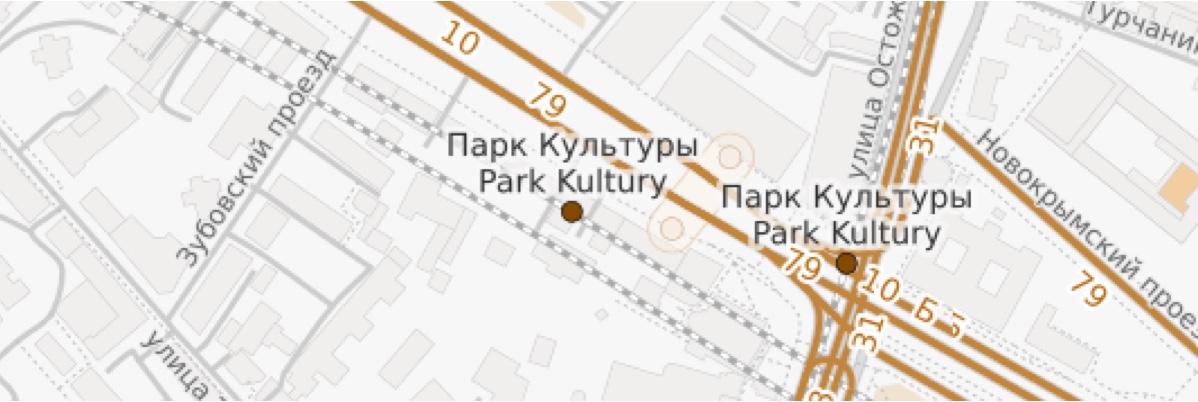 10
79
Зубовский проезд
Парк Культуры
Park Kultury
улица Остож
31
Турчанин
Новокрымский проез
Парк Культуры
Park Kultury
79
10
Б
31
79
улица